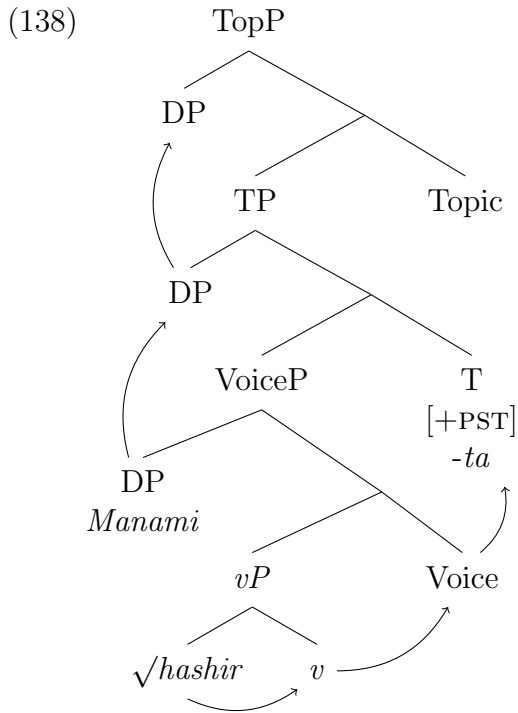 (138) TopP
DP
TP Topic
DP
VoiceP T
[+PST]
-ta
DP
Manami
vP Voice
√hashir v